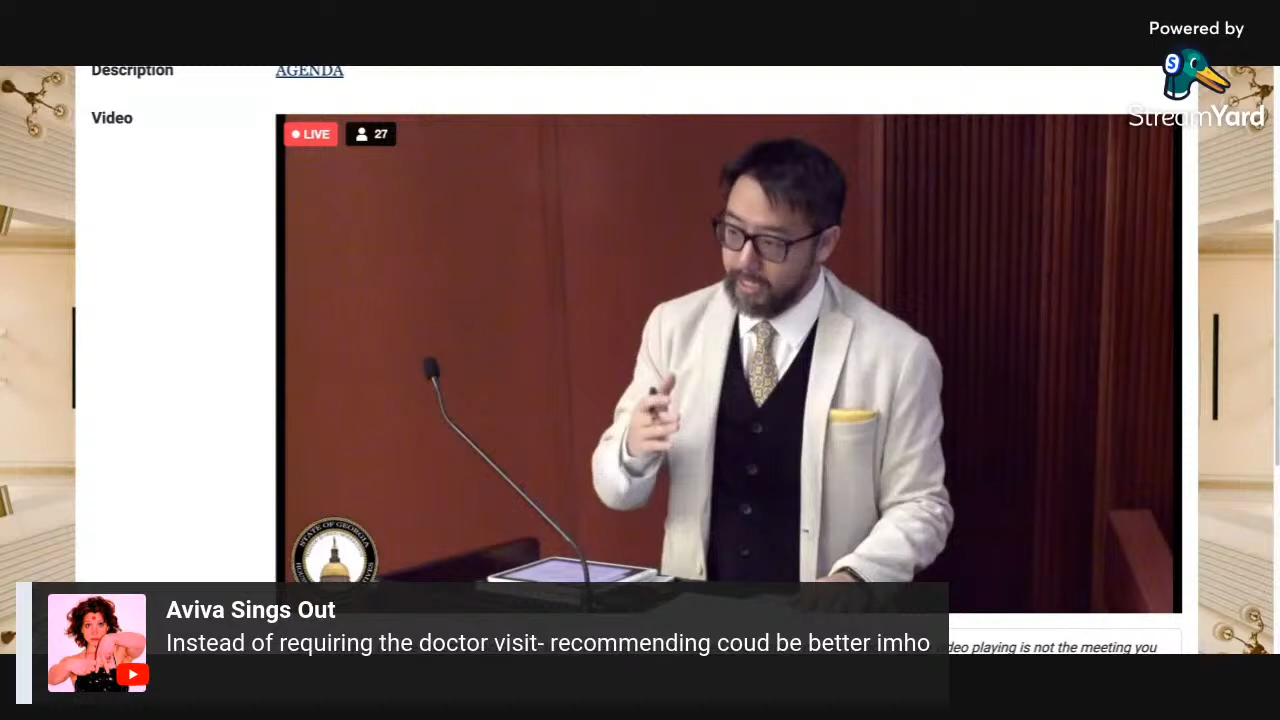 Powered by
StreamYard
Description
AGENDA
Video
LIVE
27
STATE OF GEORGIA
Aviva Sings Out
Instead of requiring the doctor visit- recommending coud be better imho
video playing is not the meeting you